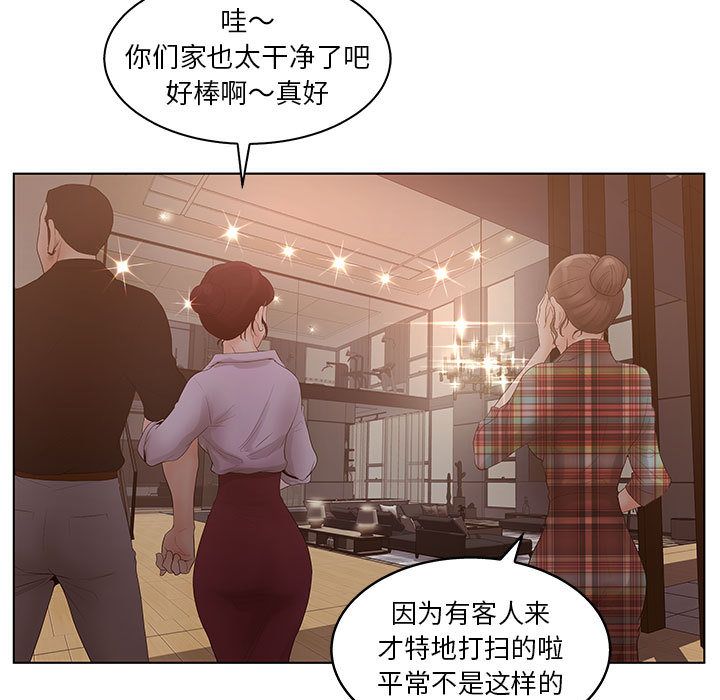 哇～
你们家也太干净了吧
好棒啊～真好
因为有客人来
才特地打扫的啦
平常不是这样的